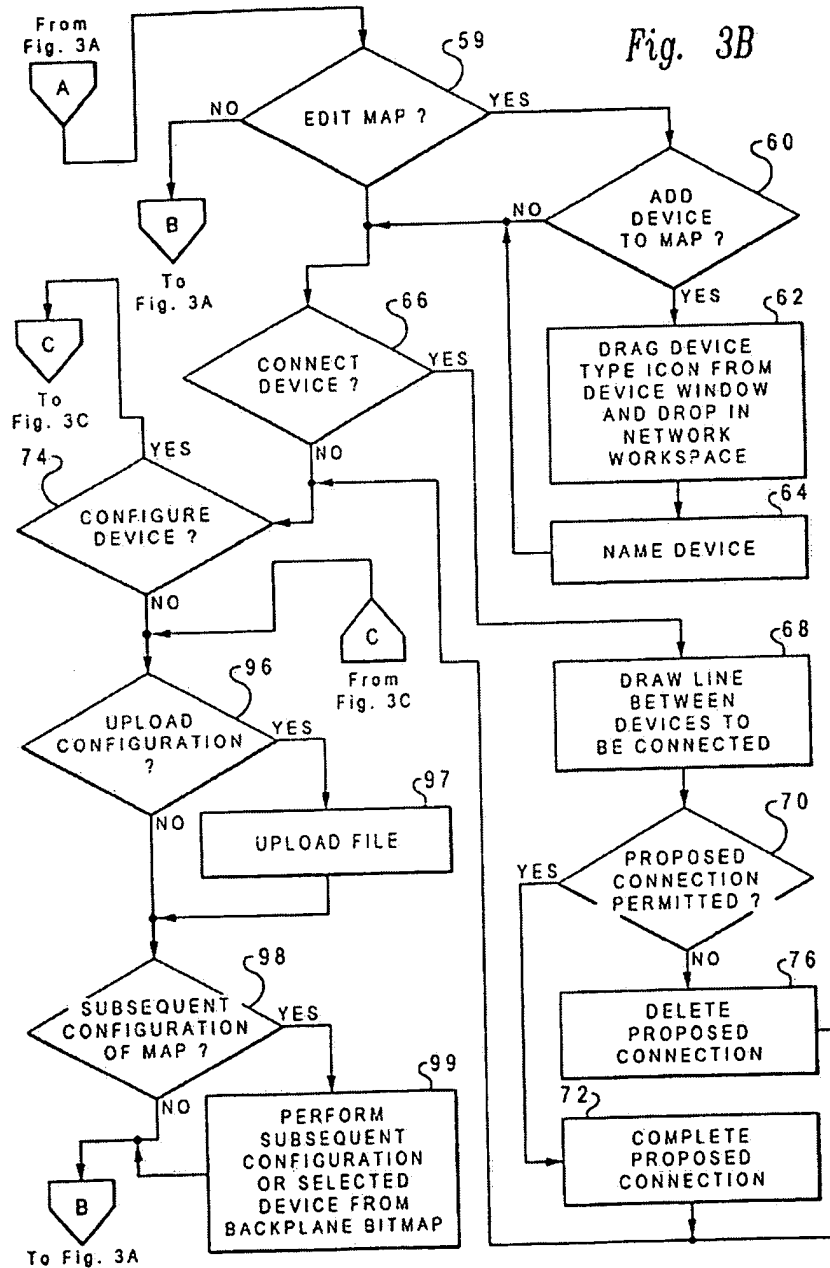 From
Fig. 3A
A
Fig. 3B
59
EDIT MAP ?
NO
YES
B
To
Fig. 3A
60
ADD
DEVICE
TO MAP ?
NO
YES
62
DRAG DEVICE
TYPE ICON FROM
DEVICE WINDOW
AND DROP IN
NETWORK
WORKSPACE
64
NAME DEVICE
66
CONNECT
DEVICE ?
YES
NO
C
To
Fig. 3C
74
YES
CONFIGURE
DEVICE ?
NO
C
From
Fig. 3C
68
DRAW LINE
BETWEEN
DEVICES TO
BE CONNECTED
96
UPLOAD
CONFIGURATION
?
YES
NO
97
UPLOAD FILE
70
YES
PROPOSED
CONNECTION
PERMITTED ?
NO
76
DELETE
PROPOSED
CONNECTION
98
SUBSEQUENT
CONFIGURATION
OF MAP ?
YES
NO
99
PERFORM
SUBSEQUENT
CONFIGURATION
OR SELECTED
DEVICE FROM
BACKPLANE BITMAP
72
COMPLETE
PROPOSED
CONNECTION
B
To Fig. 3A